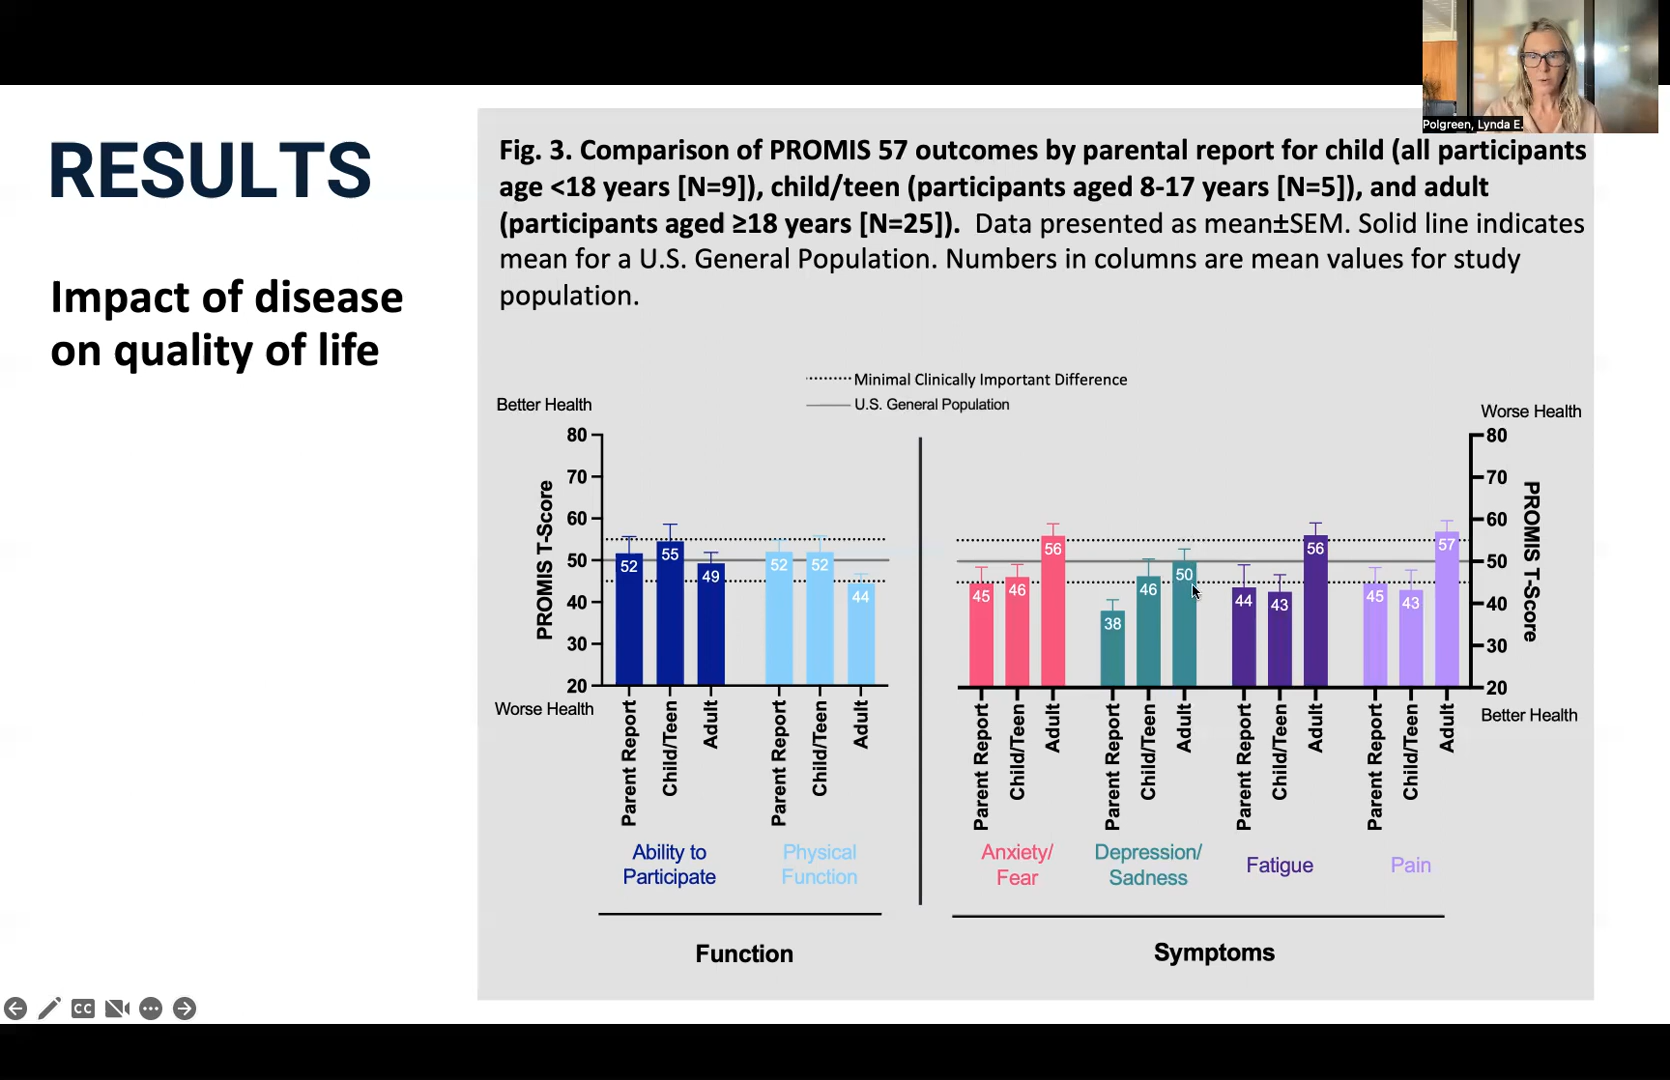 Polgreen, Lynda E.
RESULTS
Impact of disease
on quality of life
Fig. 3. Comparison of PROMIS 57 outcomes by parental report for child (all participants
age <18 years [N=9]), child/teen (participants aged 8-17 years [N=5]), and adult
(participants aged ≥18 years [N=25]). Data presented as mean±SEM. Solid line indicates
mean for a U.S. General Population. Numbers in columns are mean values for study
population.
Minimal Clinically Important Difference
U.S. General Population
Better Health
80
70
60
50
40
30
20
PROMIS T-Score
Worse Health
52
55
49
52
52
44
Parent Report
Child/Teen
Adult
Parent Report
Child/Teen
Adult
Ability to
Participate
Physical
Function
Function
45
46
56
38
46
50
44
43
56
45
43
57
Parent Report
Child/Teen
Adult
Parent Report
Child/Teen
Adult
Parent Report
Child/Teen
Adult
Parent Report
Child/Teen
Adult
Anxiety/
Fear
Depression/
Sadness
Fatigue
Pain
Symptoms
Worse Health
80
70
60
50
40
30
20
PROMIS T-Score
Better Health
CC